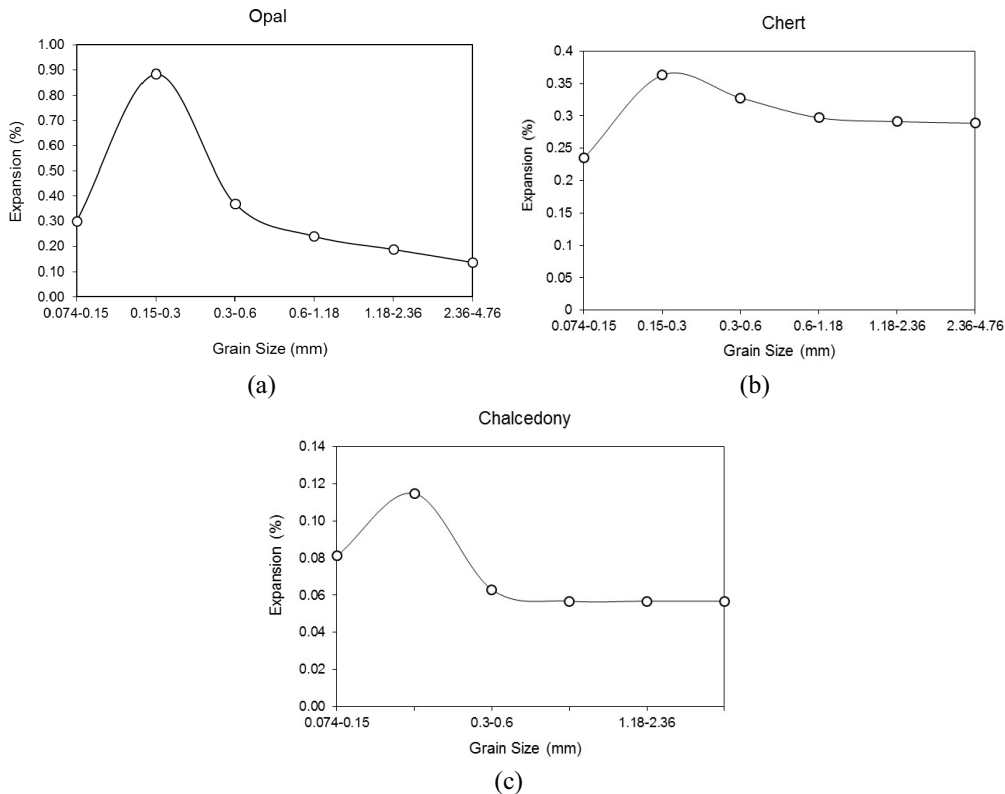 Opal
1.00
0.90
0.80
0.70
0.60
0.50
0.40
0.30
0.20
0.10
0.00
Expansion (%)
0.074-0.15 0.15-0.3 0.3-0.6 0.6-1.18 1.18-2.36 2.36-4.76
Grain Size (mm)
(a)
Chert
0.4
0.35
0.3
0.25
0.2
0.15
0.1
0.05
0
Expansion (%)
0.074-0.15 0.15-0.3 0.3-0.6 0.6-1.18 1.18-2.36 2.36-4.76
Grain Size (mm)
(b)
Chalcedony
0.14
0.12
0.10
0.08
0.06
0.04
0.02
0.00
Expansion (%)
0.074-0.15 0.3-0.6 1.18-2.36
Grain Size (mm)
(c)